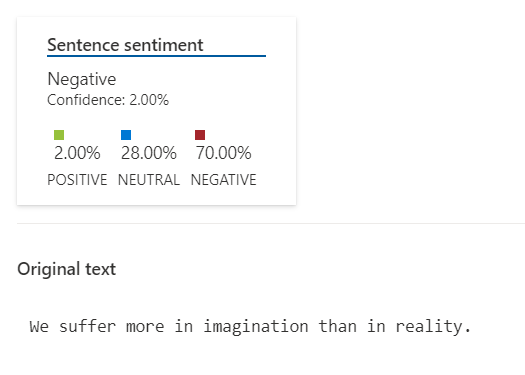 Sentence sentiment
Negative
Confidence: 2.00%
2.00% 28.00% 70.00%
POSITIVE NEUTRAL NEGATIVE
Original text
We suffer more in imagination than in reality.